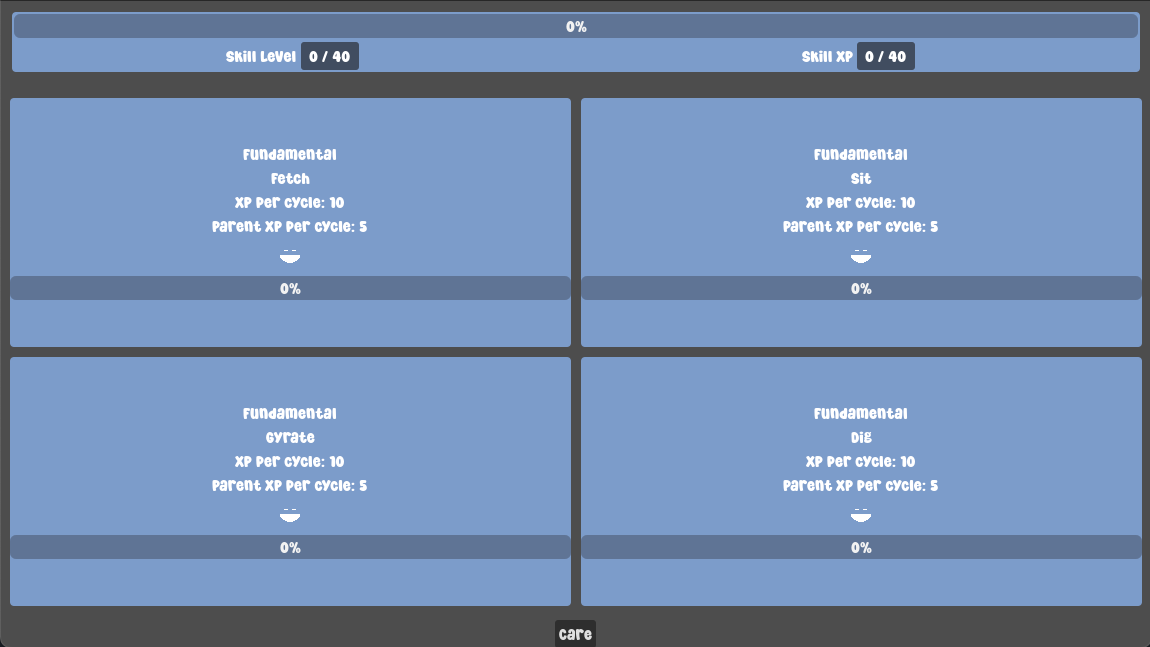 0%
Skill Level 0 / 40 Skill XP 0 / 40
Fundamental
Fetch
XP Per cycle: 10
Parent XP Per cycle: 5
0%
Fundamental
Sit
XP Per cycle: 10
Parent XP Per cycle: 5
0%
Fundamental
Gyrate
XP Per cycle: 10
Parent XP Per cycle: 5
0%
Fundamental
Dig
XP Per cycle: 10
Parent XP Per cycle: 5
0%
care